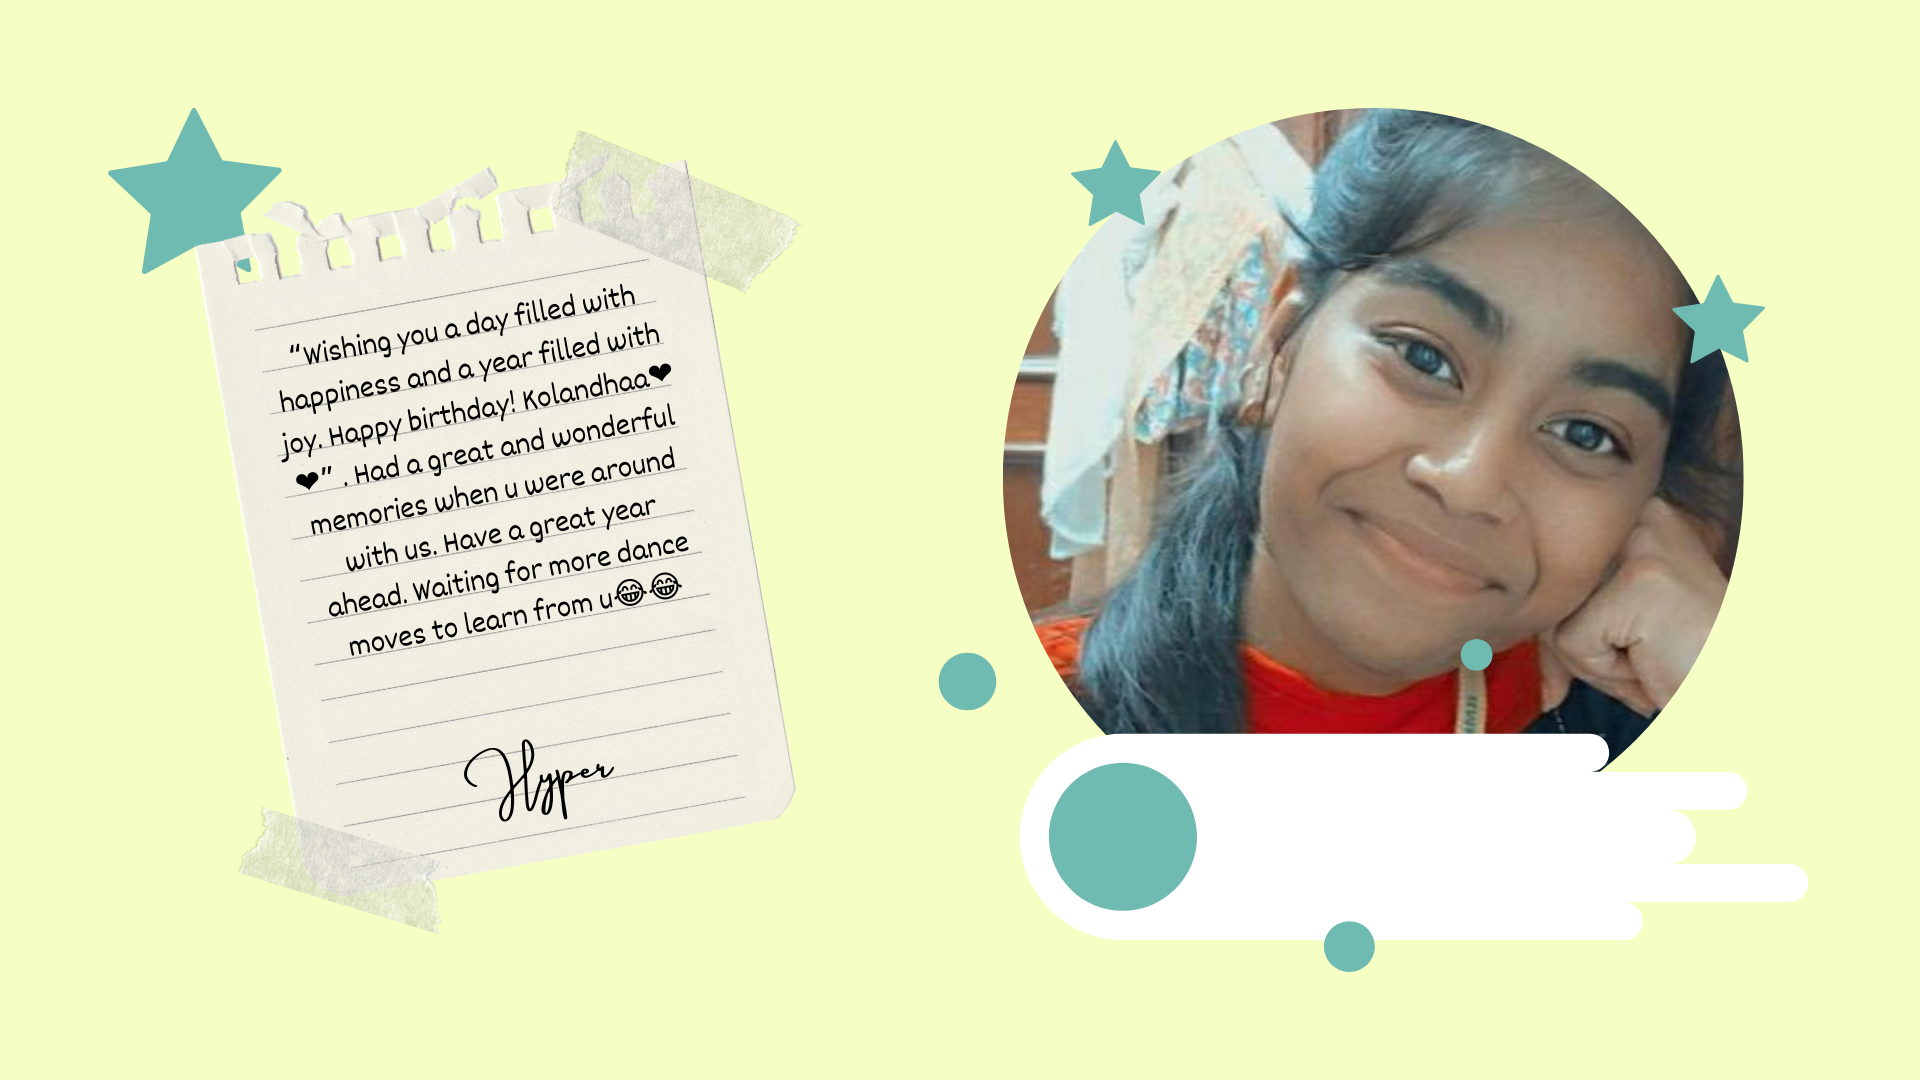 “Wishing you a day filled with
happiness and a year filled with
joy. Happy birthday! Kolandhaa❤
❤” . Had a great and wonderful
memories when u were around
with us. Have a great year
ahead. Waiting for more dance
moves to learn from u😂😂
Hyper